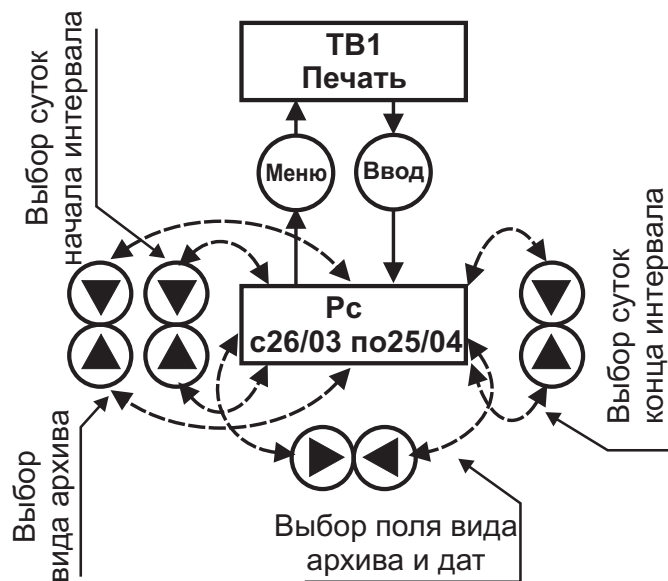 ТВ1
Печать
Выбор суток
начала интервала
Меню
Ввод
Рс
с26/03 по25/04
Выбор суток
конца интервала
Выбор
вида архива
Выбор поля вида
архива и дат